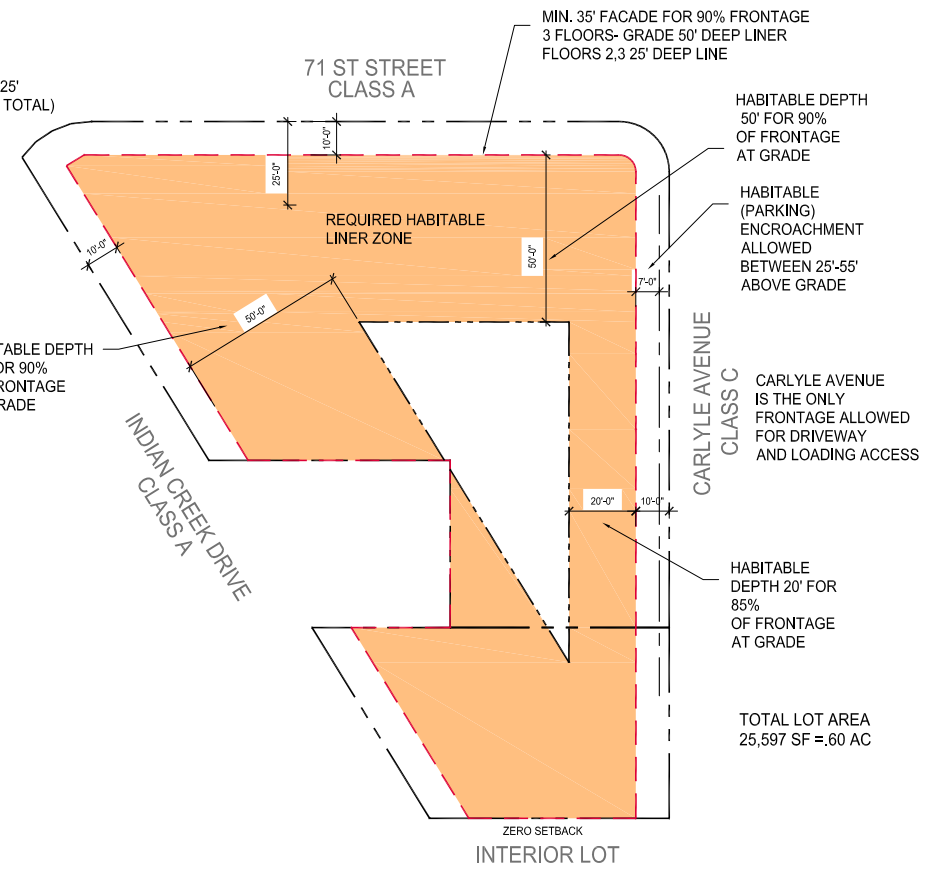 MIN. 35' FACADE FOR 90% FRONTAGE
3 FLOORS- GRADE 50' DEEP LINER
FLOORS 2,3 25' DEEP LINE
71 ST STREET
CLASS A
25'
TOTAL)
HABITABLE DEPTH
50' FOR 90%
OF FRONTAGE
AT GRADE
10'-0"
25'-0"
REQUIRED HABITABLE
LINER ZONE
HABITABLE
(PARKING)
ENCROACHMENT
ALLOWED
BETWEEN 25'-55'
ABOVE GRADE
10'-0"
50'-0"
7'-0"
50'-0"
TABLE DEPTH
OR 90%
RONTAGE
RADE
CARLYLE AVENUE
CLASS C
CARLYLE AVENUE
IS THE ONLY
FRONTAGE ALLOWED
FOR DRIVEWAY
AND LOADING ACCESS
INDIAN CREEK DRIVE
CLASS A
20'-0"
10'-0"
HABITABLE
DEPTH 20' FOR
85%
OF FRONTAGE
AT GRADE
TOTAL LOT AREA
25,597 SF =.60 AC
ZERO SETBACK
INTERIOR LOT